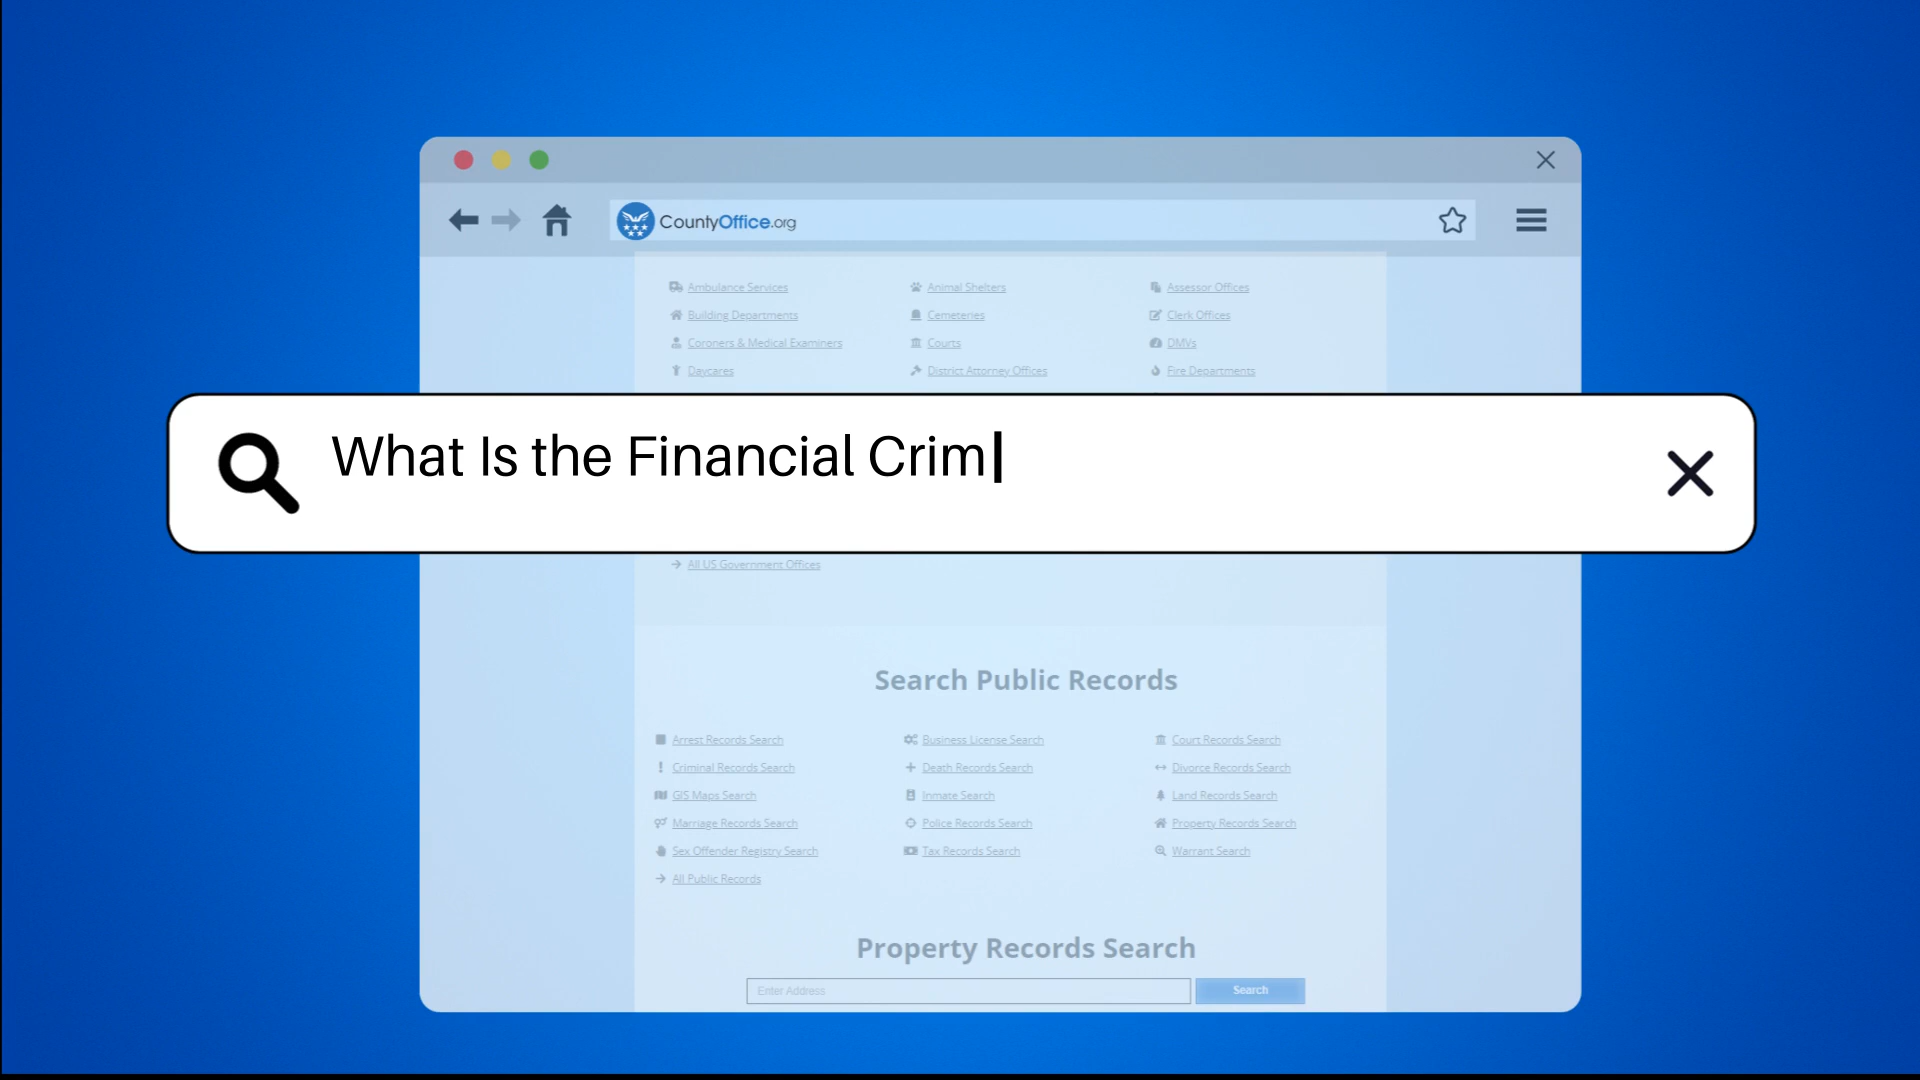 CountyOffice.org
Ambulance Services Animal Shelters Assessor Offices
Building Departments Cemeteries Clerk Offices
Coroners & Medical Examiners Courts DMVs
Daycares District Attorney Offices Fire Departments
What Is the Financial Crim
All US Government Offices
Search Public Records
Arrest Records Search Business License Search Court Records Search
Criminal Records Search Death Records Search Divorce Records Search
GIS Maps Search Inmate Search Land Records Search
Marriage Records Search Police Records Search Property Records Search
Sex Offender Registry Search Tax Records Search Warrant Search
All Public Records
Property Records Search
Enter Address Search